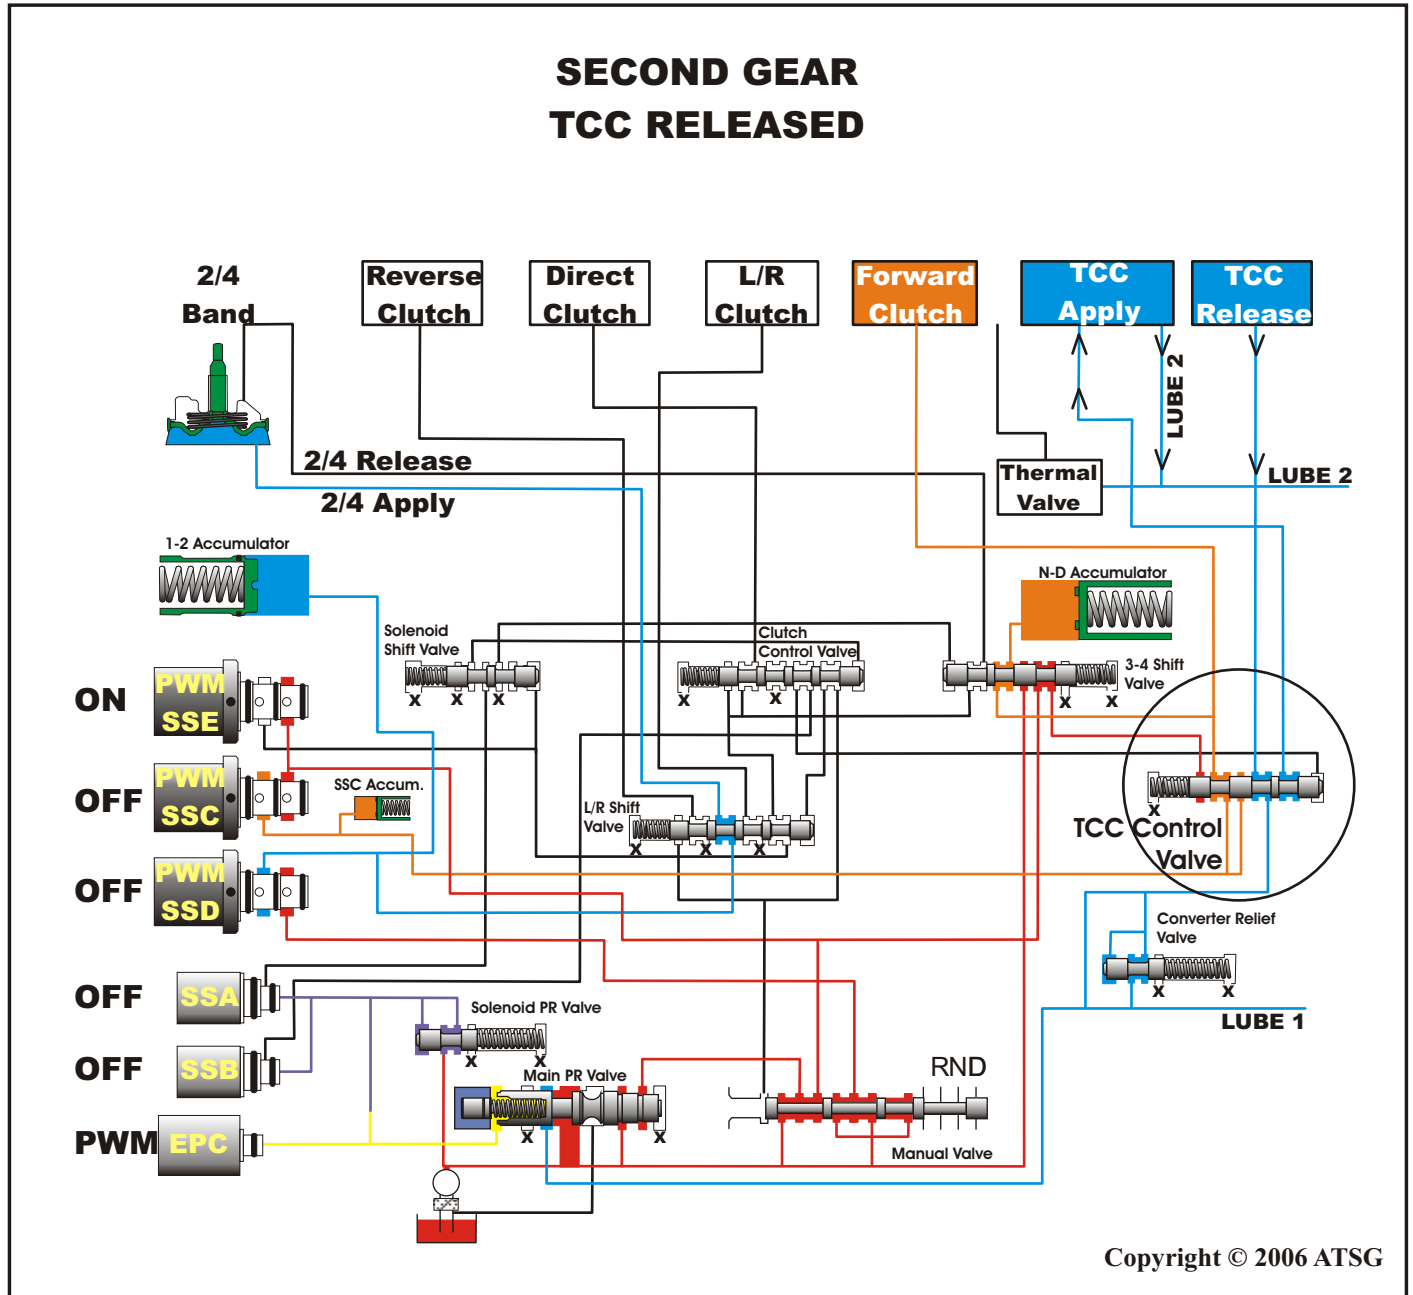 SECOND GEAR
TCC RELEASED
2/4
Band
Reverse
Clutch
Direct
Clutch
L/R
Clutch
Forward
Clutch
TCC
Apply
TCC
Release
LUBE 2
2/4 Release
2/4 Apply
Thermal
Valve
LUBE 2
1-2 Accumulator
N-D Accumulator
Solenoid
Shift Valve
Clutch
Control Valve
3-4 Shift
Valve
X
X
X
X
X
X
X
ON
PWM
SSE
OFF
PWM
SSC
SSC Accum.
L/R Shift
Valve
X
X
X
X
TCC Control
Valve
OFF
PWM
SSD
Converter Relief
Valve
X
X
OFF
SSA
Solenoid PR Valve
LUBE 1
X
X
OFF
SSB
Main PR Valve
RND
X
X
PWM
EPC
Manual Valve
Copyright © 2006 ATSG